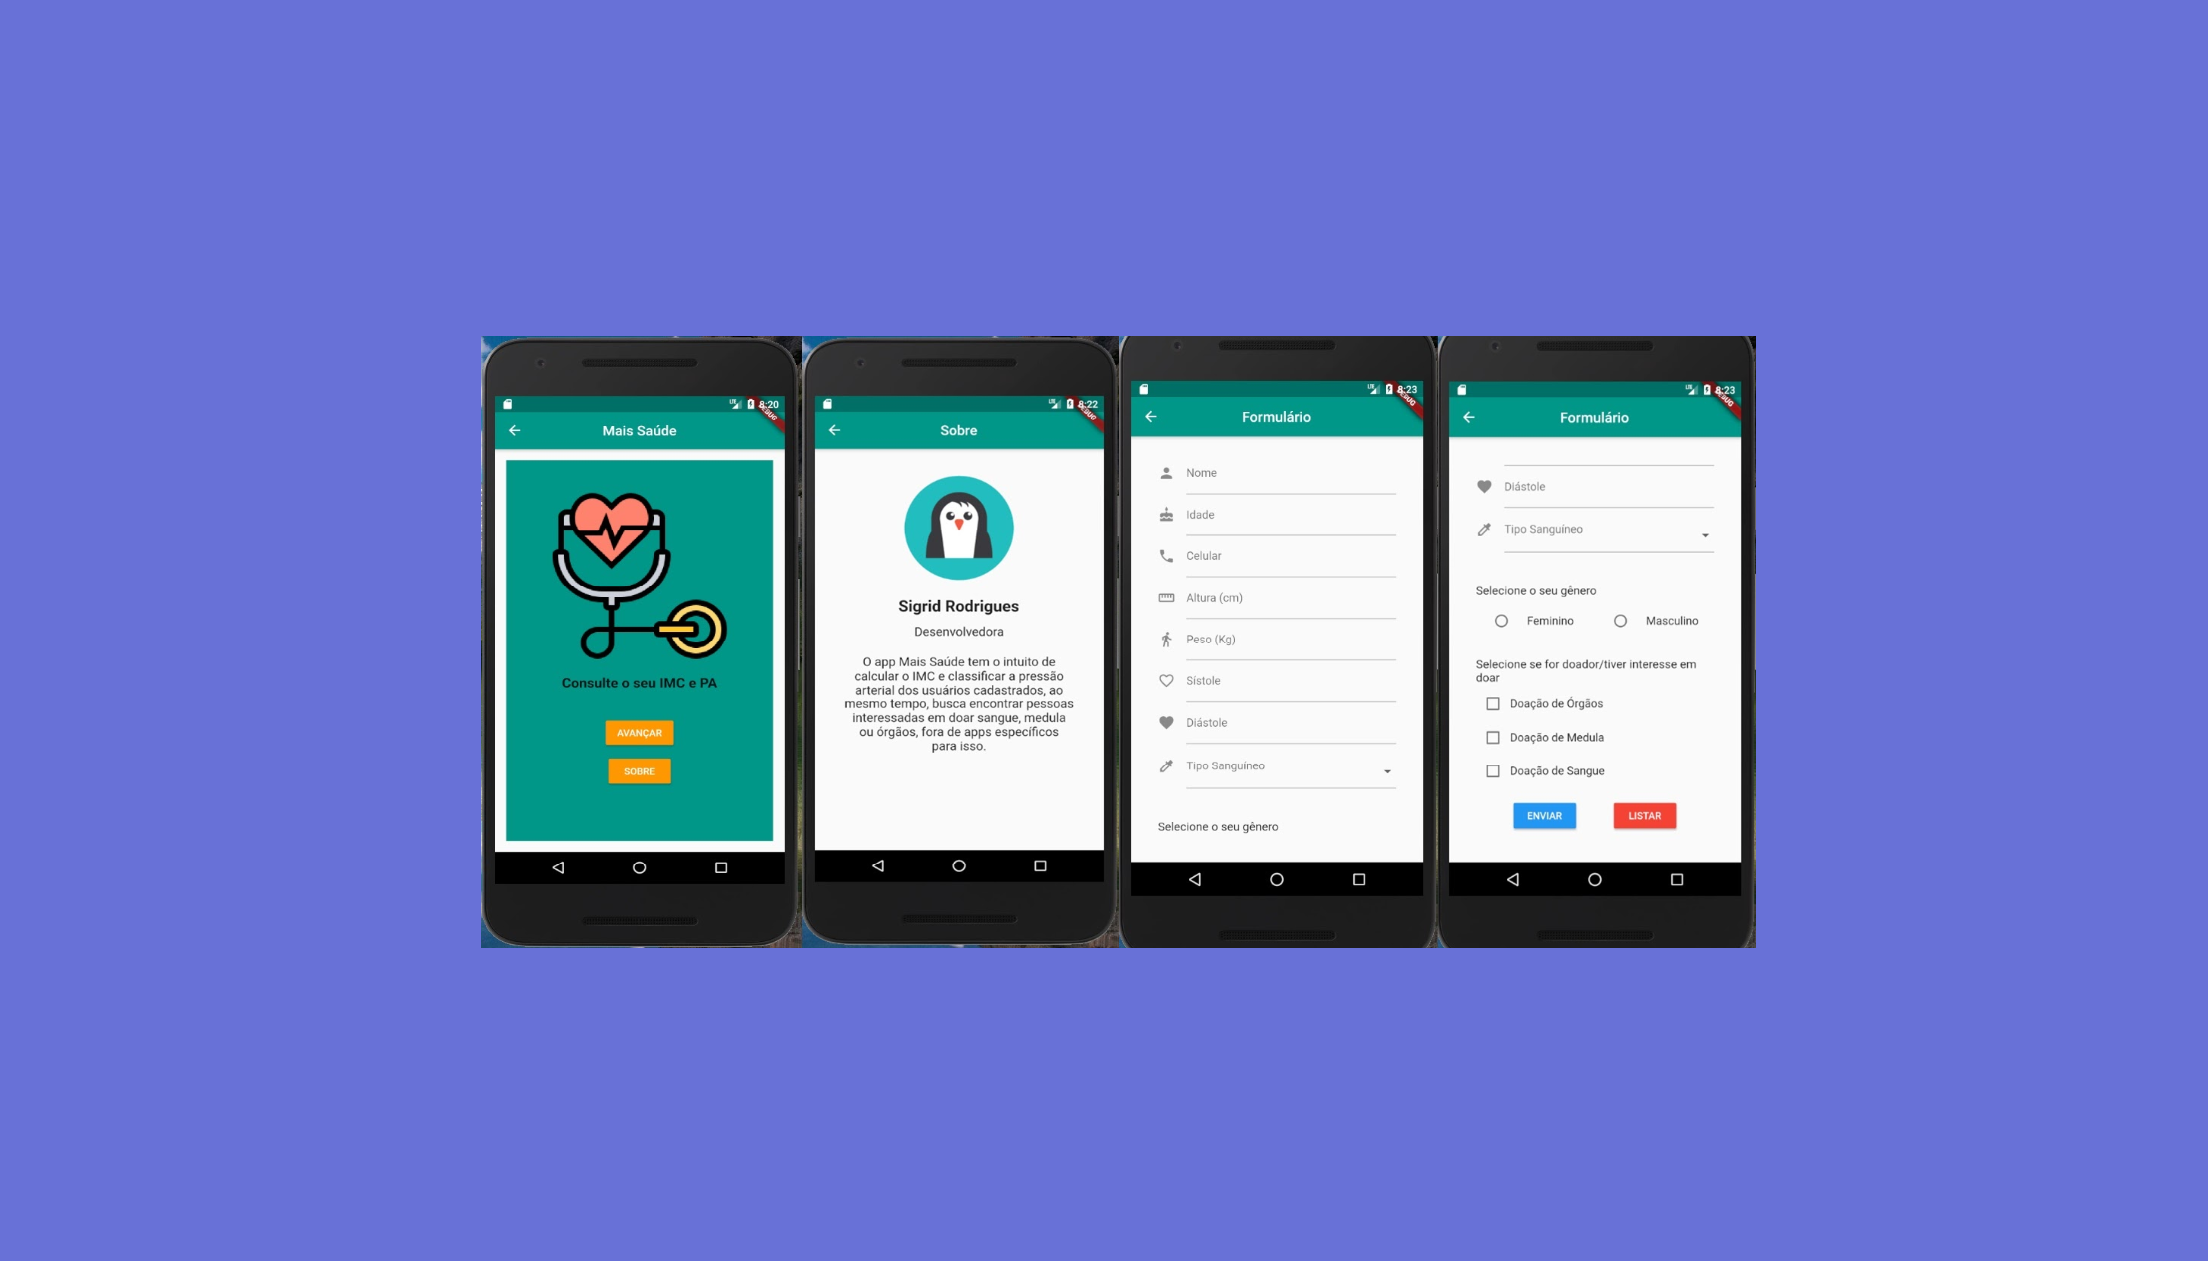 8:20
DEBUG
Mais Saúde
Consulte o seu IMC e PA
AVANÇAR
SOBRE
8:22
DEBUG
Sobre
Sigrid Rodrigues
Desenvolvedora
O app Mais Saúde tem o intuito de
calcular o IMC e classificar a pressão
arterial dos usuários cadastrados, ao
mesmo tempo, busca encontrar pessoas
interessadas em doar sangue, medula
ou órgãos, fora de apps específicos
para isso.
8:23
DEBUG
Formulário
Nome
Idade
Celular
Altura (cm)
Peso (Kg)
Sístole
Diástole
Tipo Sanguíneo
Selecione o seu gênero
8:23
DEBUG
Formulário
Diástole
Tipo Sanguíneo
Selecione o seu gênero
Feminino Masculino
Selecione se for doador/tiver interesse em
doar
Doação de Órgãos
Doação de Medula
Doação de Sangue
ENVIAR LISTAR